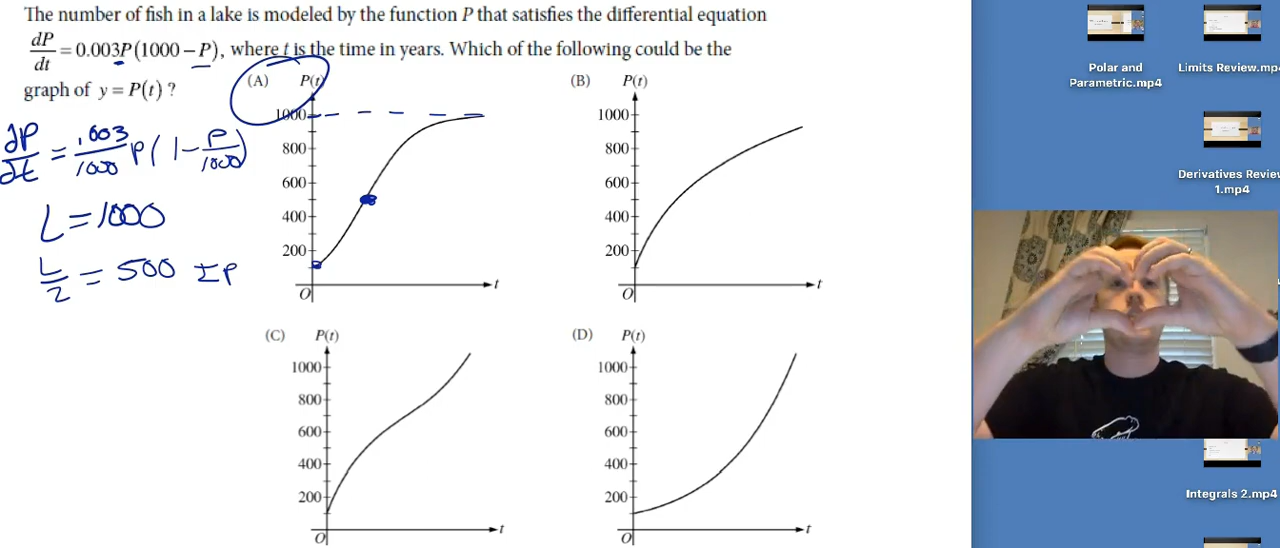 The number of fish in a lake is modeled by the function P that satisfies the differential equation
dP/dt = 0.003P(1000 − P), where t is the time in years. Which of the following could be the
graph of y = P(t) ?
dP/dt = .003/1000 P(1 - P/1000)
L = 1000
L/2 = 500 IP
(A) P(t)
1000
800
600
400
200
O
t
(B) P(t)
1000
800
600
400
200
O
t
(C) P(t)
1000
800
600
400
200
O
t
(D) P(t)
1000
800
600
400
200
O
t
Polar and
Parametric.mp4
Limits Review.mp4
Derivatives Review
1.mp4
Integrals 2.mp4